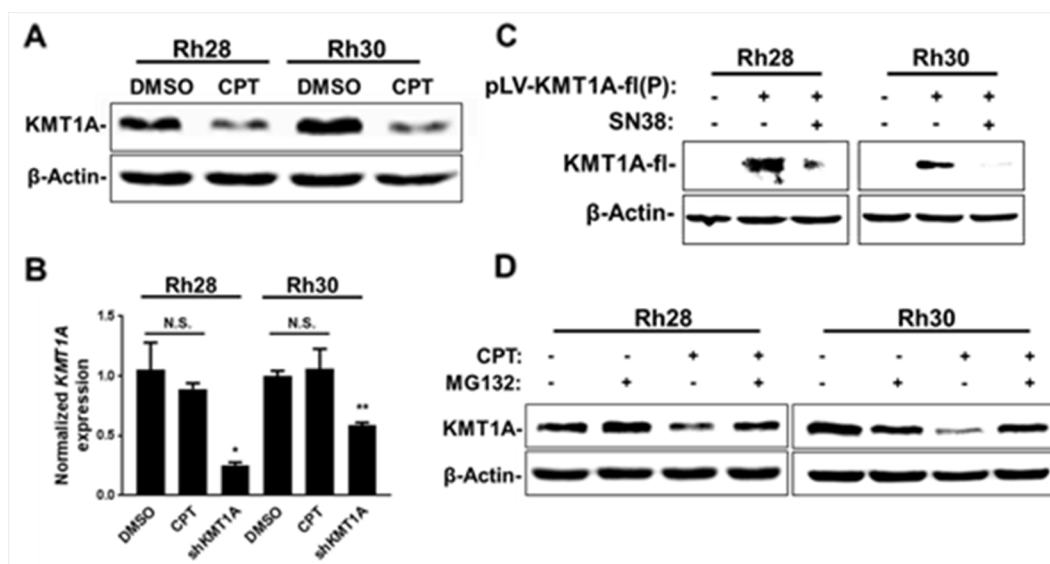 A
Rh28 Rh30
DMSO CPT DMSO CPT
KMT1A-
β-Actin-
B
Rh28 Rh30
N.S. N.S.
1.5
1.0
0.5
0.0
Normalized KMT1A
expression
* **
DMSO CPT shKMT1A DMSO CPT shKMT1A
C
Rh28 Rh30
pLV-KMT1A-fl(P): - + + - + +
SN38: - - + - - +
KMT1A-fl-
β-Actin-
D
Rh28 Rh30
CPT: - - + + - - + +
MG132: - + - + - + - +
KMT1A-
β-Actin-